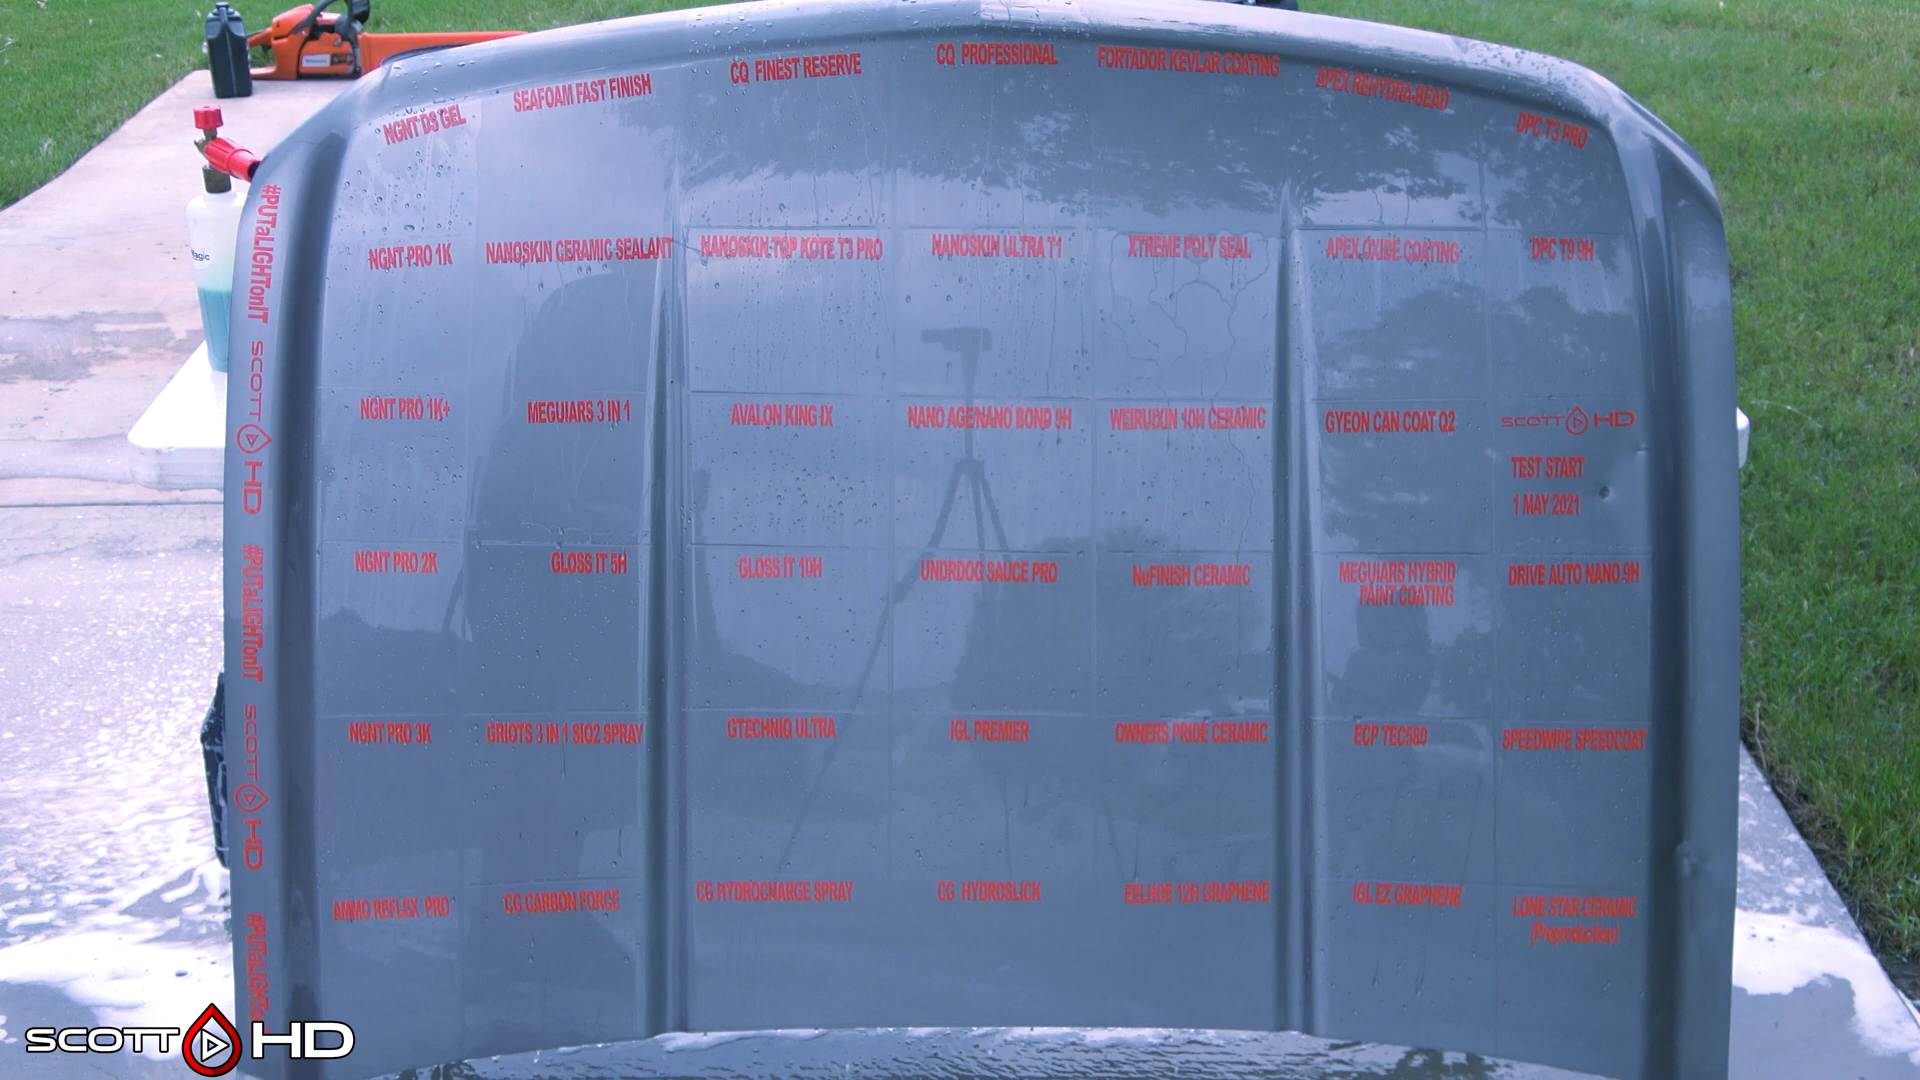 NGNT DS GEL
SEAFOAM FAST FINISH
CQ FINEST RESERVE
CQ PROFESSIONAL
FORTADOR KEVLAR COATING
APEX REHYDRA-BEAD
DPC T3 PRO
NGNT PRO 1K
NANOSKIN CERAMIC SEALANT
NANOSKIN TOP KOTE T3 PRO
NANOSKIN ULTRA T1
XTREME POLY SEAL
APEX OXIDE COATING
DPC T9 9H
NGNT PRO 1K+
MEGUIARS 3 IN 1
AVALON KING IX
NANO AGE/NANO BOND 9H
WEIRUIXIN 10H CERAMIC
GYEON CAN COAT Q2
SCOTT HD
TEST START
1 MAY 2021
NGNT PRO 2K
GLOSS IT 5H
GLOSS IT 10H
UNDRDOG SAUCE PRO
NuFINISH CERAMIC
MEGUIARS HYBRID
PAINT COATING
DRIVE AUTO NANO 9H
NGNT PRO 3K
GRIOTS 3 IN 1 SIO2 SPRAY
GTECHNIQ ULTRA
IGL PREMIER
OWNERS PRIDE CERAMIC
ECP TEC580
SPEEDWIPE SPEEDCOAT
AMMO REFLEX PRO
CG CARBON FORCE
CG HYDROCHARGE SPRAY
CG HYDROSLICK
EELHOE 12H GRAPHENE
IGL EZ GRAPHENE
LONE STAR CERAMIC
(Preproduction)
#PUTaLIGHTonIT
SCOTT HD
#PUTaLIGHTonIT
SCOTT HD
#PUTaLIGHTo
SCOTT HD